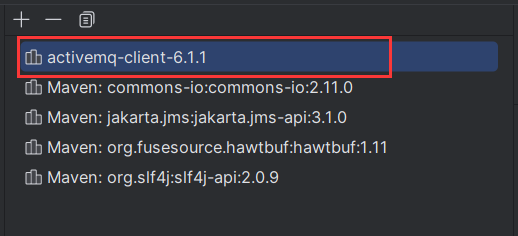 activemq-client-6.1.1
Maven: commons-io:commons-io:2.11.0
Maven: jakarta.jms:jakarta.jms-api:3.1.0
Maven: org.fusesource.hawtbuf:hawtbuf:1.11
Maven: org.slf4j:slf4j-api:2.0.9